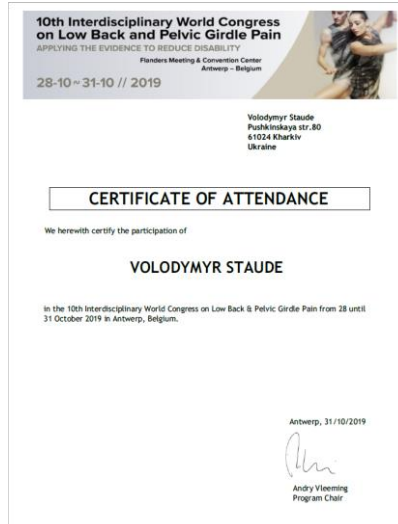 10th Interdisciplinary World Congress
on Low Back and Pelvic Girdle Pain
APPLYING THE EVIDENCE TO REDUCE DISABILITY
Flanders Meeting & Convention Center
Antwerp – Belgium
28-10 ~ 31-10 // 2019
Volodymyr Staude
Pushkinskaya str.80
61024 Kharkiv
Ukraine
CERTIFICATE OF ATTENDANCE
We herewith certify the participation of
VOLODYMYR STAUDE
in the 10th Interdisciplinary World Congress on Low Back & Pelvic Girdle Pain from 28 until
31 October 2019 in Antwerp, Belgium.
Antwerp, 31/10/2019
Andry Vleeming
Program Chair